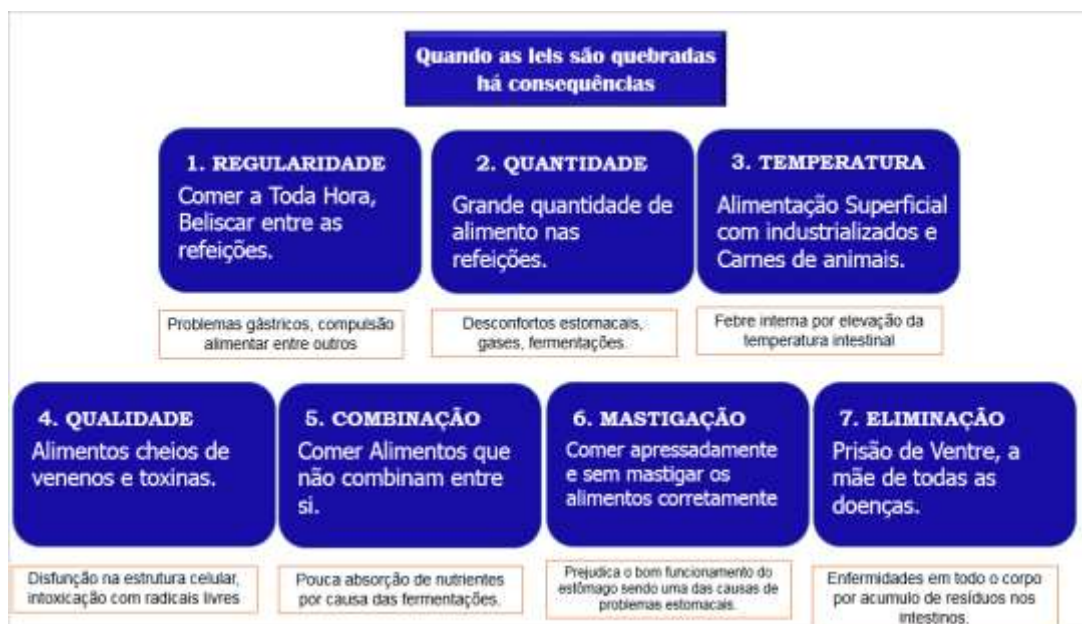 Quando as leis são quebradas
há consequências
1. REGULARIDADE
Comer a Toda Hora,
Beliscar entre as
refeições.
Problemas gástricos, compulsão
alimentar entre outros
2. QUANTIDADE
Grande quantidade de
alimento nas
refeições.
Desconfortos estomacais,
gases, fermentações.
3. TEMPERATURA
Alimentação Superficial
com industrializados e
Carnes de animais.
Febre interna por elevação da
temperatura intestinal
4. QUALIDADE
Alimentos cheios de
venenos e toxinas.
Disfunção na estrutura celular,
intoxicação com radicais livres
5. COMBINAÇÃO
Comer Alimentos que
não combinam entre
si.
Pouca absorção de nutrientes
por causa das fermentações.
6. MASTIGAÇÃO
Comer apressadamente
e sem mastigar os
alimentos corretamente
Prejudica o bom funcionamento do
estômago sendo uma das causas de
problemas estomacais.
7. ELIMINAÇÃO
Prisão de Ventre, a
mãe de todas as
doenças.
Enfermidades em todo o corpo
por acumulo de resíduos nos
intestinos.